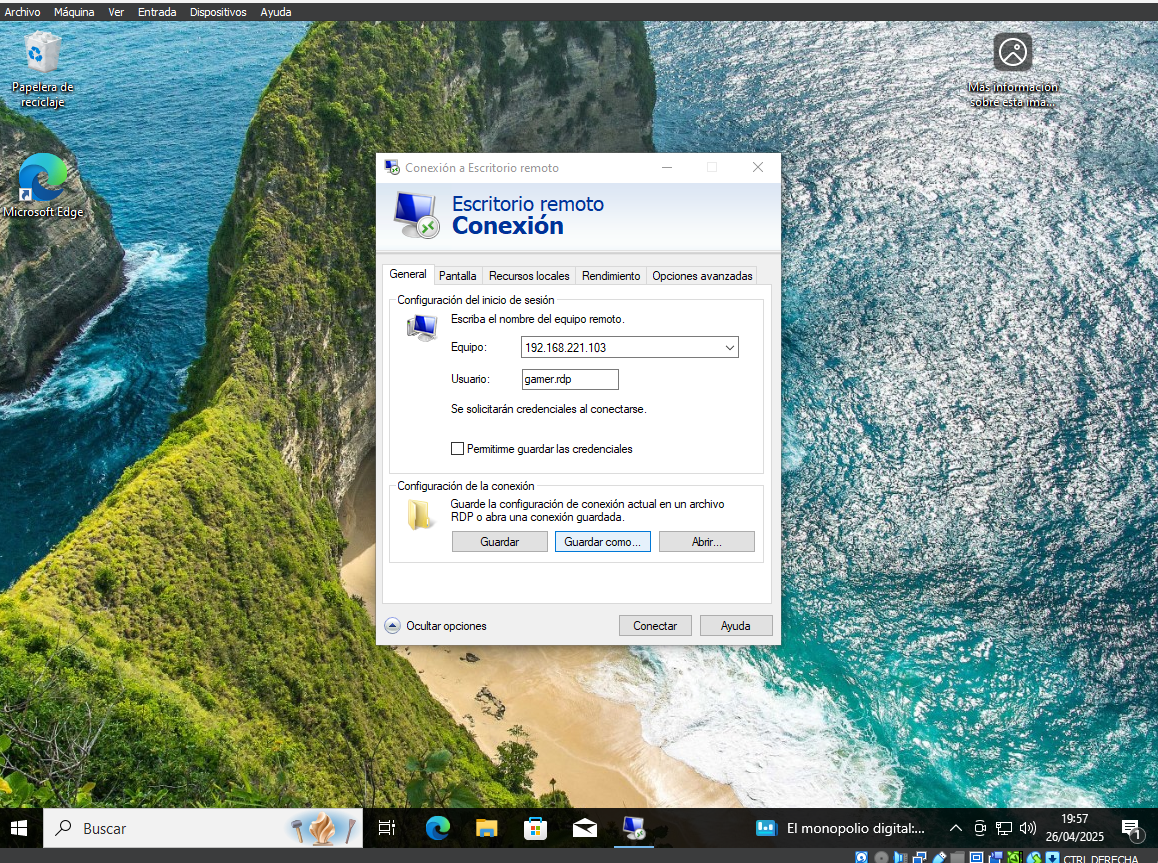 Archivo Máquina Ver Entrada Dispositivos Ayuda
Papelera de
reciclaje
Más información
sobre esta ima...
Microsoft Edge
Conexión a Escritorio remoto
Escritorio remoto
Conexión
General Pantalla Recursos locales Rendimiento Opciones avanzadas
Configuración del inicio de sesión
Escriba el nombre del equipo remoto.
Equipo: 192.168.221.103
Usuario: gamer.rdp
Se solicitarán credenciales al conectarse.
Permitirme guardar las credenciales
Configuración de la conexión
Guarde la configuración de conexión actual en un archivo
RDP o abra una conexión guardada.
Guardar Guardar como... Abrir...
Ocultar opciones Conectar Ayuda
Buscar
El monopolio digital:...
19:57
26/04/2025
1
CTRL DERECHA